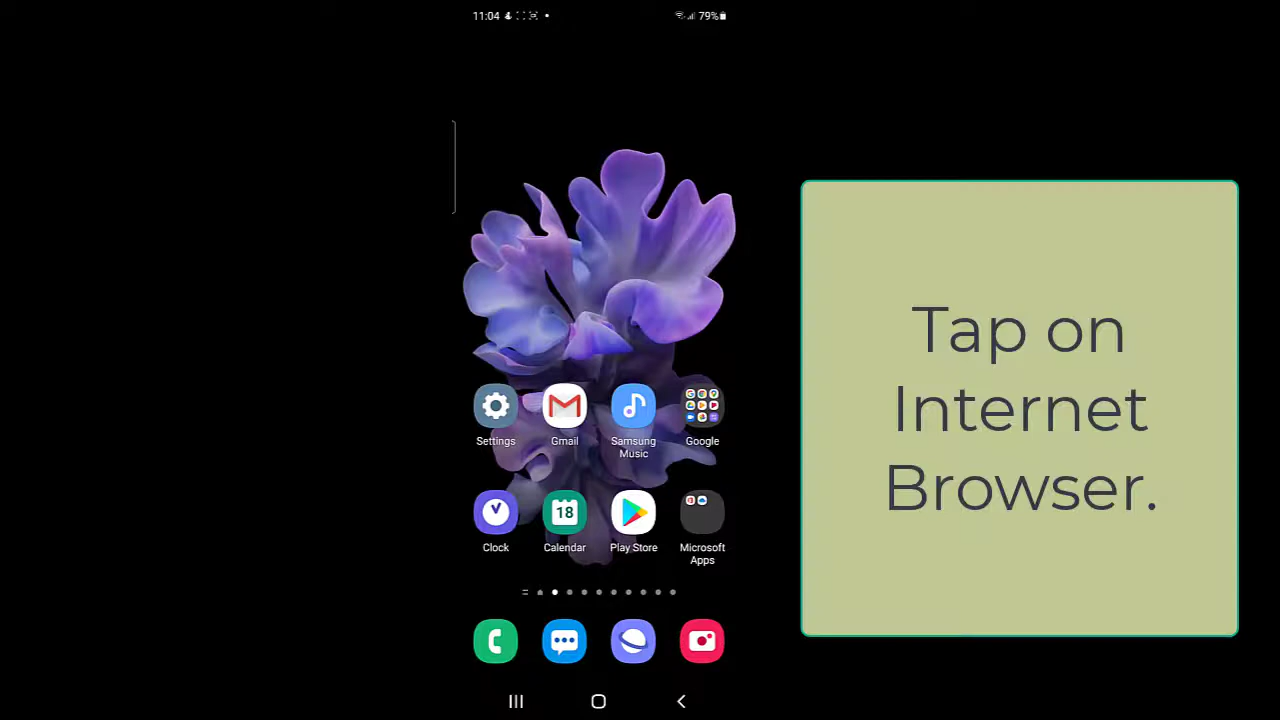 11:04
79%
Settings
Gmail
Samsung
Music
Google
Clock
18
Calendar
Play Store
Microsoft
Apps
Tap on
Internet
Browser.